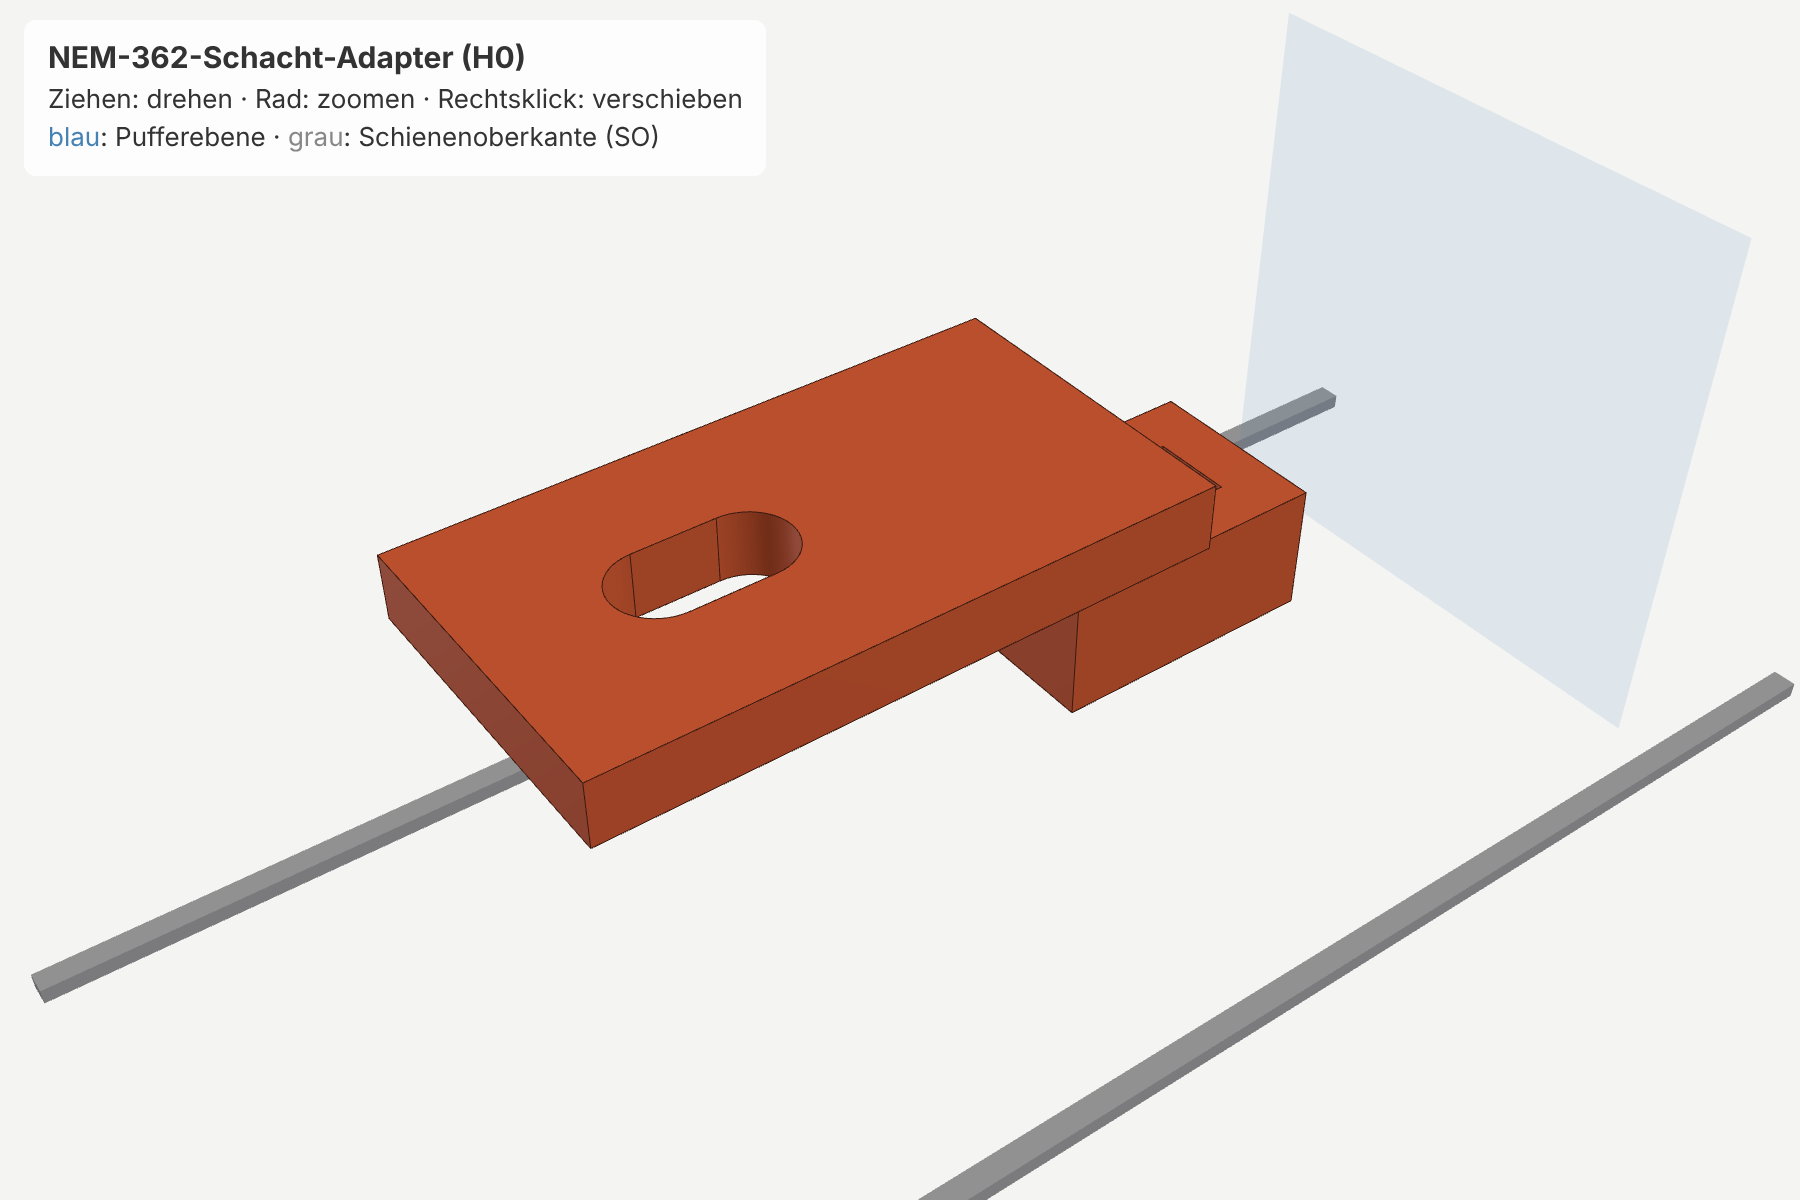 NEM-362-Schacht-Adapter (H0)
Ziehen: drehen · Rad: zoomen · Rechtsklick: verschieben
blau: Pufferebene · grau: Schienenoberkante (SO)